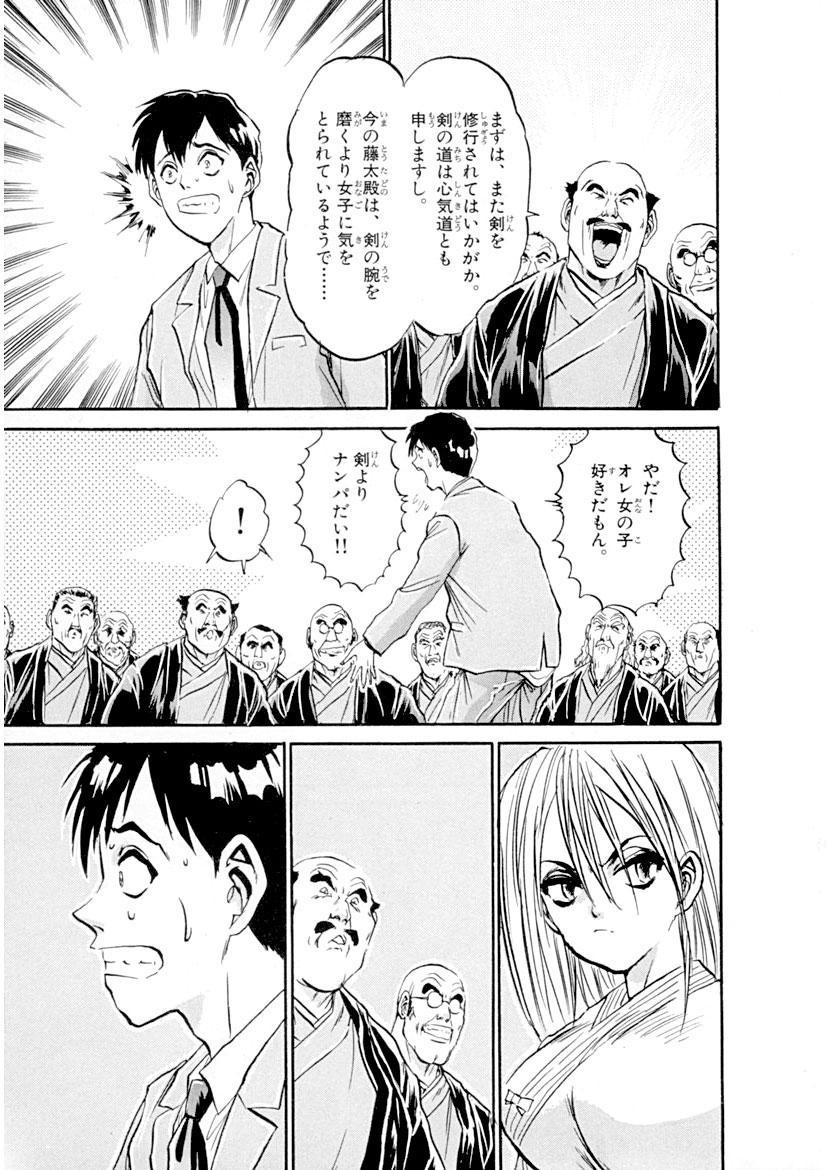 まずは、また剣を
修行されてはいかがか。
剣の道は心気道とも
申しますし。
今の藤太殿は、剣の腕を
磨くより女子に気を
とられているようで……
やだ！
オレ女の子
好きだもん。
剣より
ナンパだい!!
！